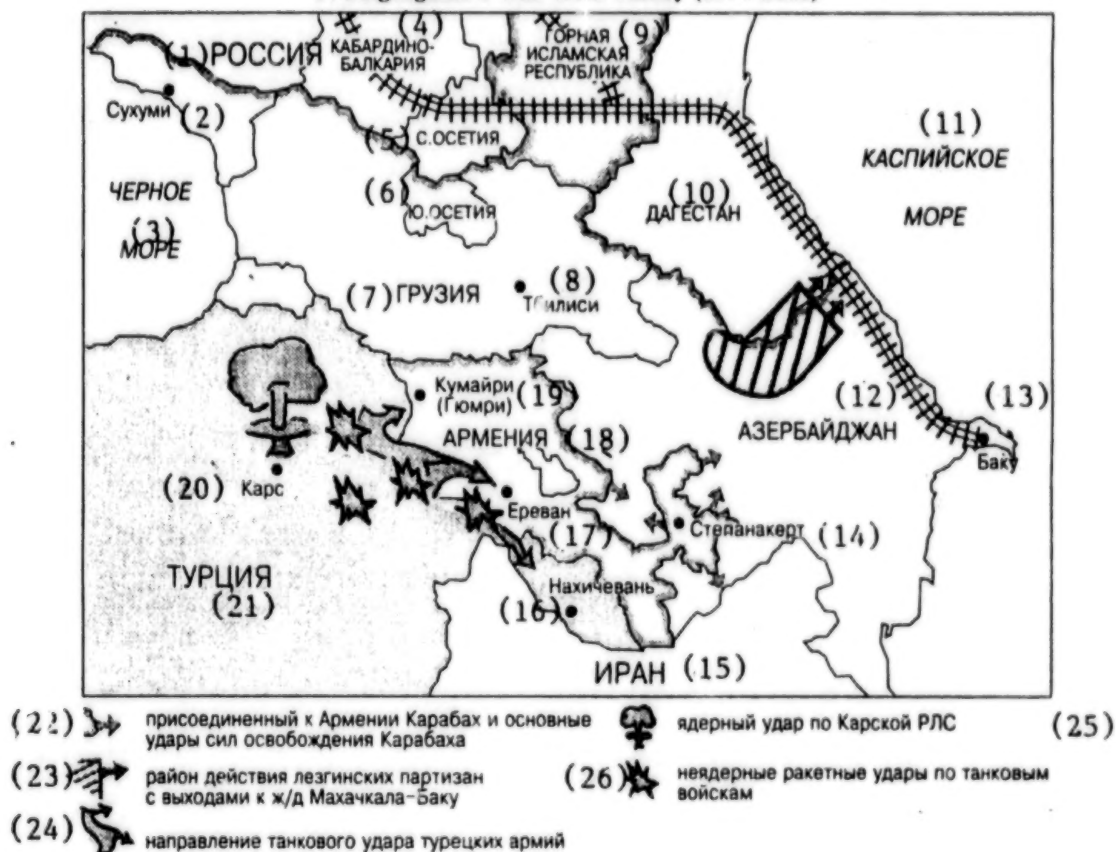 (1) РОССИЯ
(4)
КАБАРДИНО-
БАЛКАРИЯ
(9)
ГОРНАЯ
ИСЛАМСКАЯ
РЕСПУБЛИКА
Сухуми (2)
(5) С.ОСЕТИЯ
(11)
КАСПИЙСКОЕ
МОРЕ
ЧЕРНОЕ
(3)
МОРЕ
(6) Ю.ОСЕТИЯ
(10)
ДАГЕСТАН
(7) ГРУЗИЯ
(8)
Тбилиси
Кумайри
(Гюмри) (19)
АРМЕНИЯ (18)
(12)
АЗЕРБАЙДЖАН
(13)
Баку
(20) Карс
Ереван
(17)
Степанакерт (14)
ТУРЦИЯ
(21)
Нахичевань
(16)
ИРАН (15)
(22) присоединенный к Армении Карабах и основные
удары сил освобождения Карабаха
ядерный удар по Карской РЛС (25)
(23) район действия лезгинских партизан
с выходами к ж/д Махачкала–Баку
(26) неядерные ракетные удары по танковым
войскам
(24) направление танкового удара турецких армий